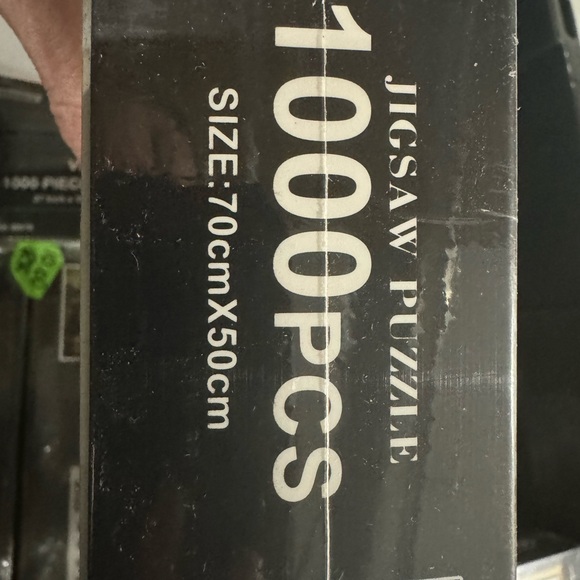 JIGSAW PUZZLE
1000PCS
SIZE:70cmX50cm
1000 PIEC